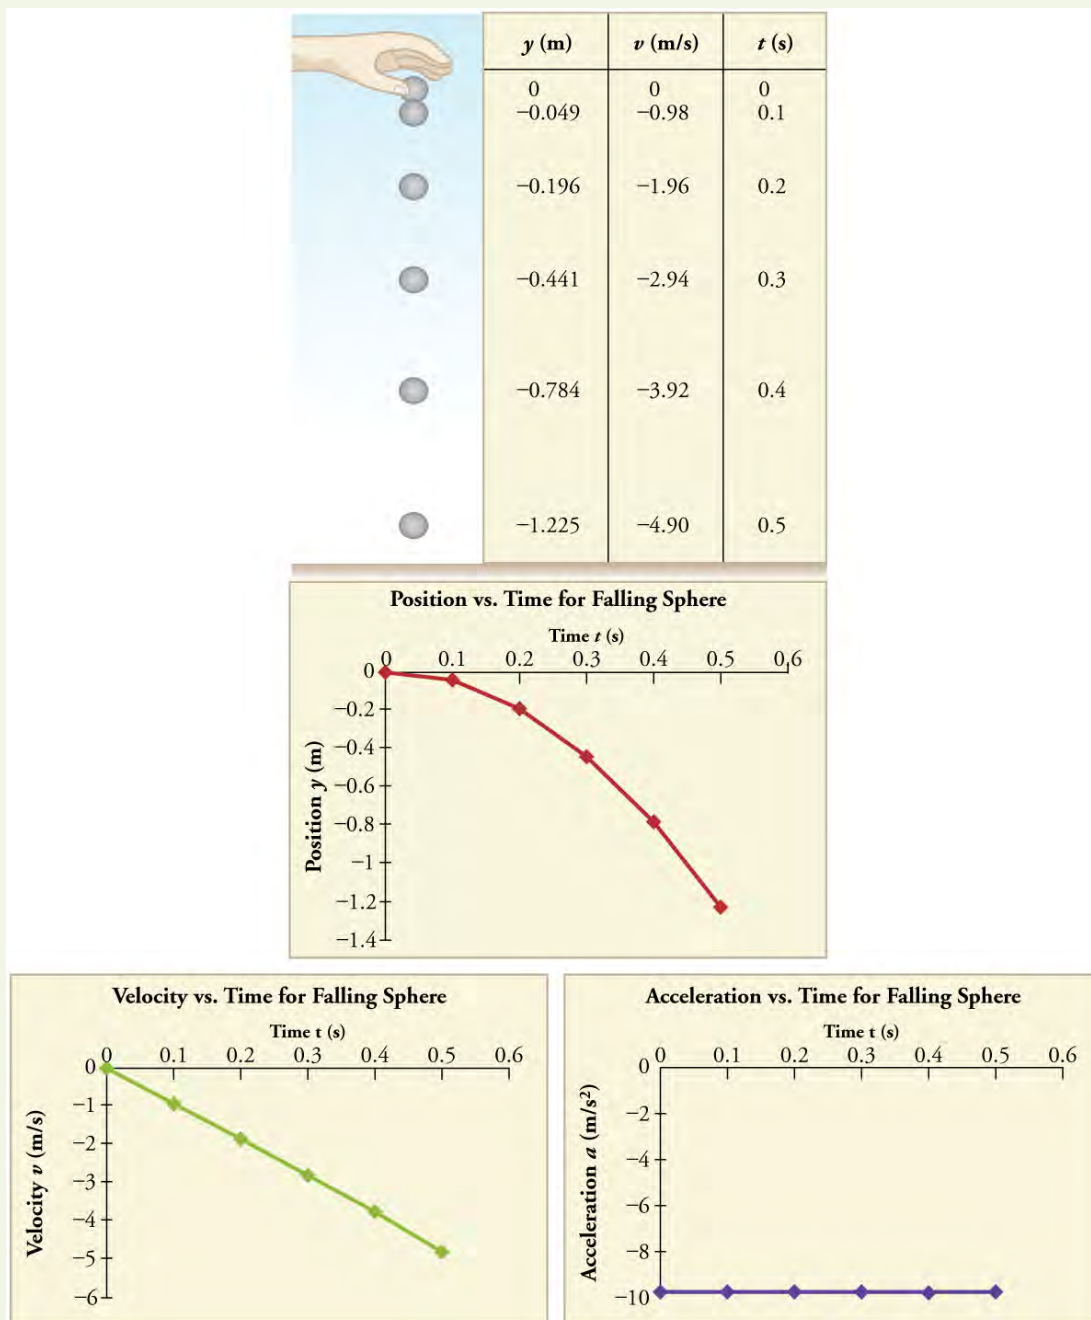 y (m) v (m/s) t (s)
0 0 0
−0.049 −0.98 0.1
−0.196 −1.96 0.2
−0.441 −2.94 0.3
−0.784 −3.92 0.4
−1.225 −4.90 0.5
Position vs. Time for Falling Sphere
Time t (s)
0 0.1 0.2 0.3 0.4 0.5 0.6
Position y (m)
0
−0.2
−0.4
−0.6
−0.8
−1
−1.2
−1.4
Velocity vs. Time for Falling Sphere
Time t (s)
0 0.1 0.2 0.3 0.4 0.5 0.6
Velocity v (m/s)
0
−1
−2
−3
−4
−5
−6
Acceleration vs. Time for Falling Sphere
Time t (s)
0 0.1 0.2 0.3 0.4 0.5 0.6
Acceleration a (m/s²)
0
−2
−4
−6
−8
−10